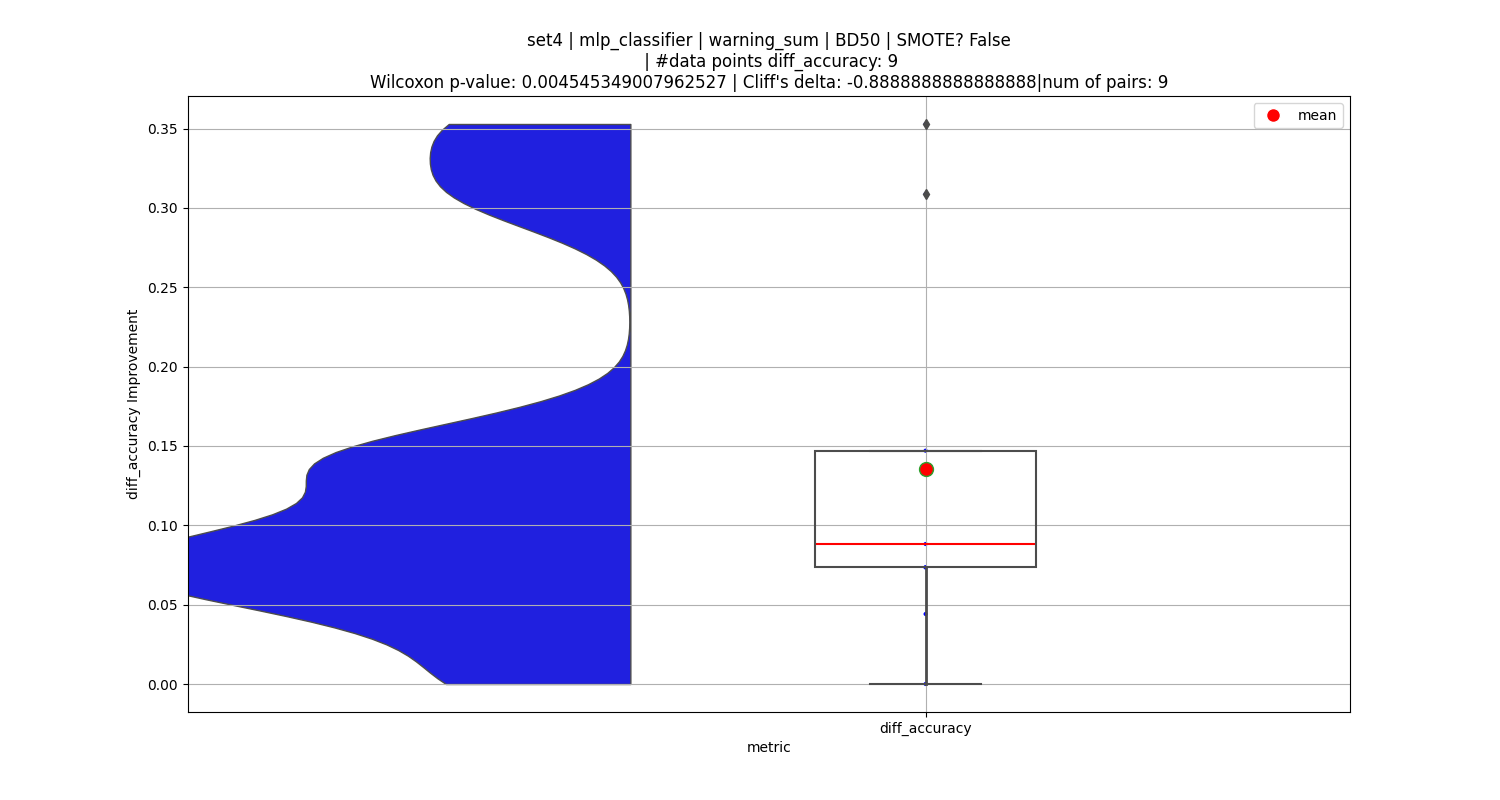 set4 | mlp_classifier | warning_sum | BD50 | SMOTE? False
| #data points diff_accuracy: 9
Wilcoxon p-value: 0.004545349007962527 | Cliff's delta: -0.8888888888888888|num of pairs: 9
mean
0.35
0.30
0.25
0.20
0.15
0.10
0.05
0.00
diff_accuracy Improvement
diff_accuracy
metric